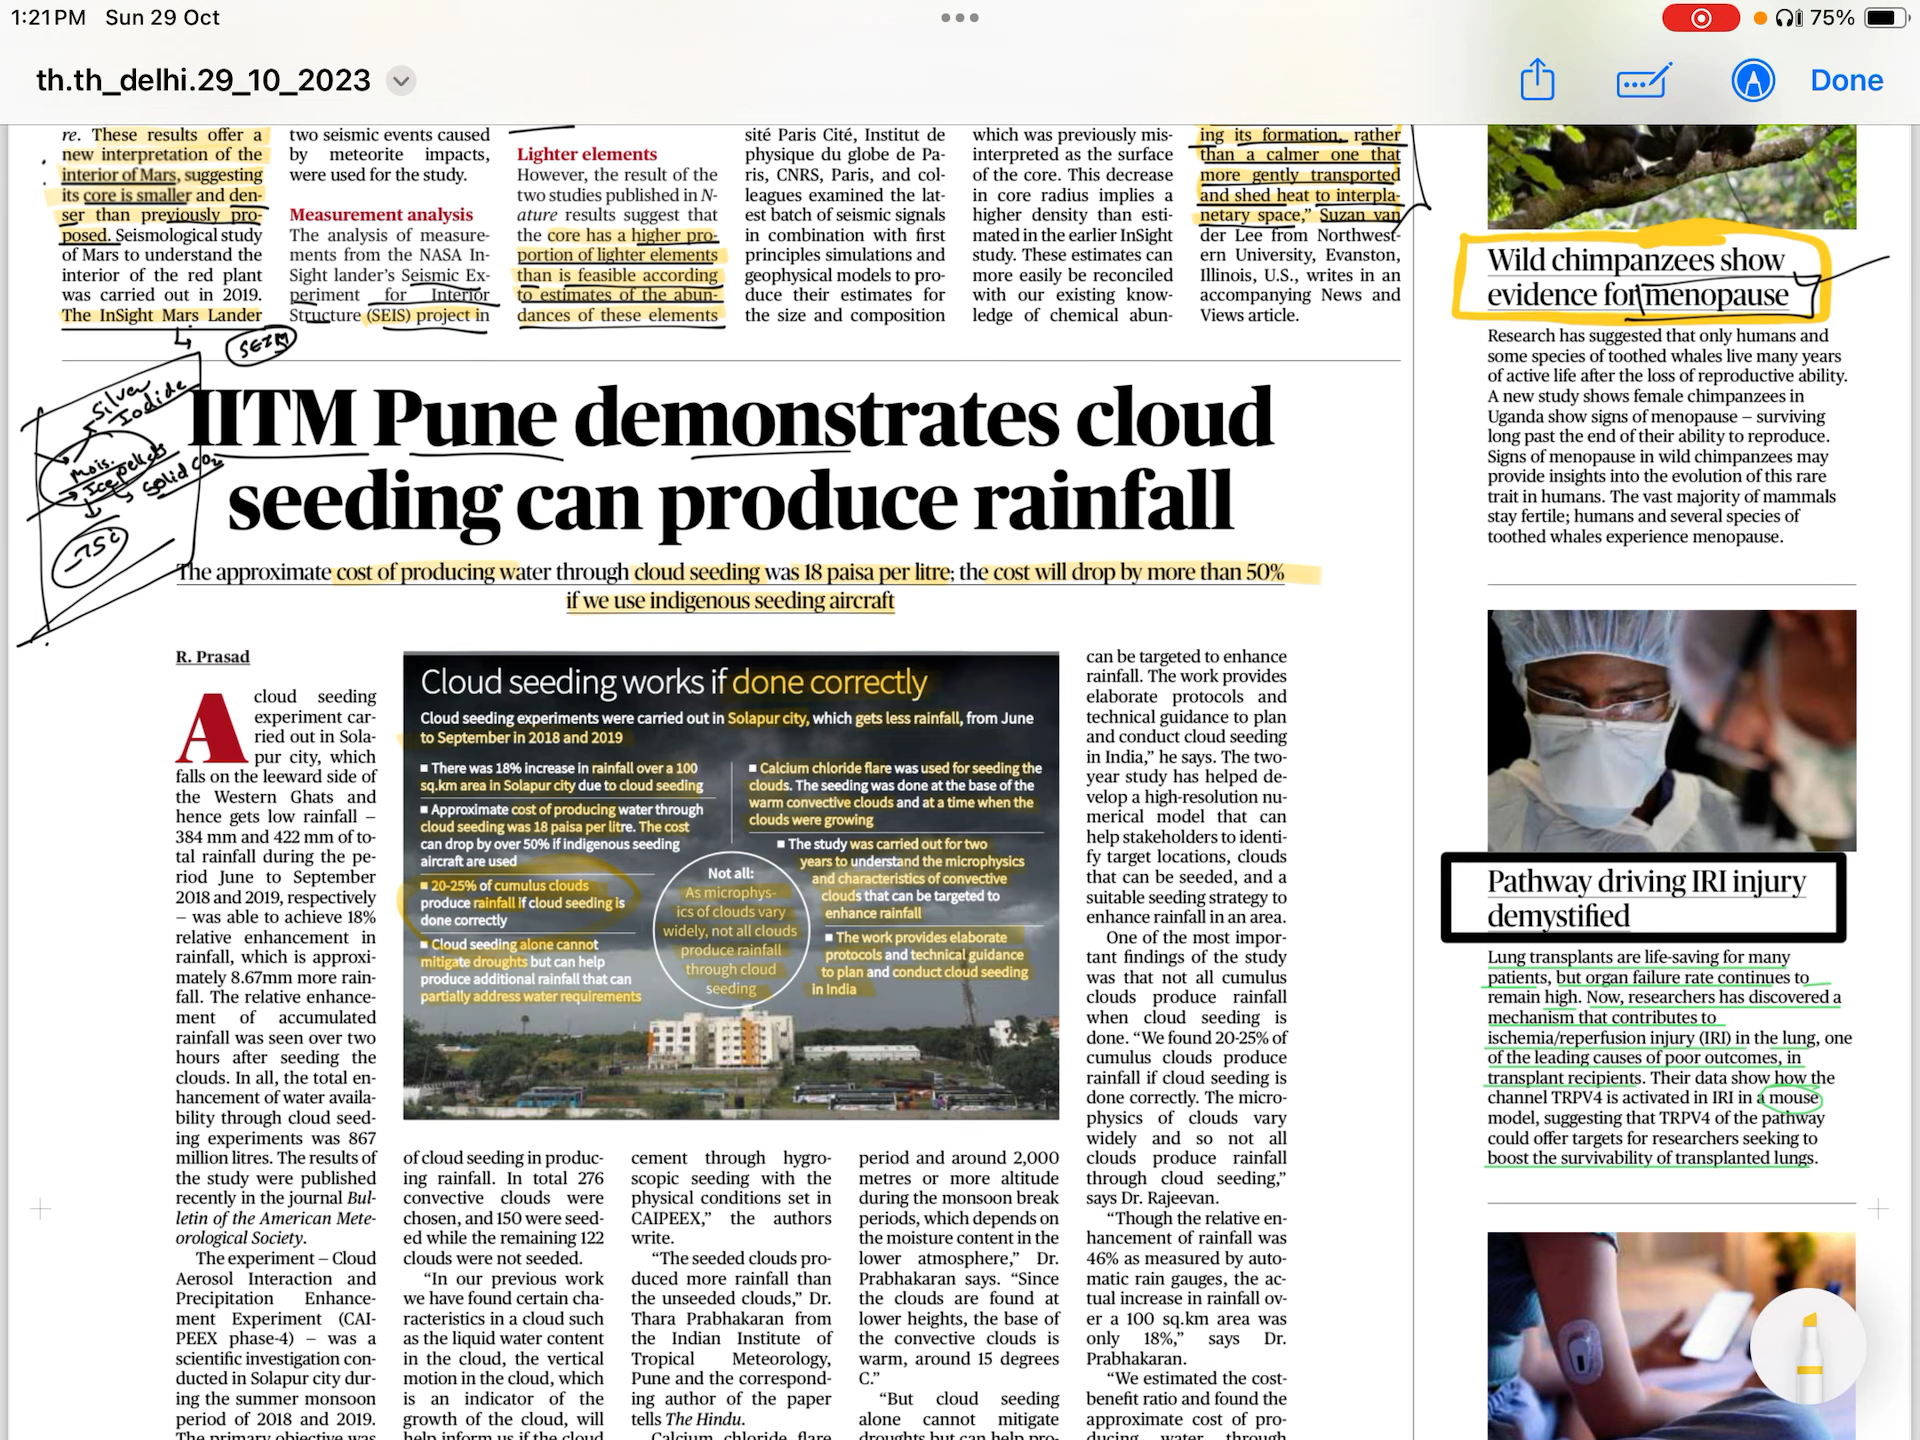 1:21 PM Sun 29 Oct
75%
th.th_delhi.29_10_2023
Done
re. These results offer a
new interpretation of the
interior of Mars, suggesting
its core is smaller and den-
ser than previously pro-
posed. Seismological study
of Mars to understand the
interior of the red plant
was carried out in 2019.
The InSight Mars Lander
two seismic events caused
by meteorite impacts,
were used for the study.
Measurement analysis
The analysis of measure-
ments from the NASA In-
Sight lander's Seismic Ex-
periment for Interior
Structure (SEIS) project in
Lighter elements
However, the result of the
two studies published in N-
ature results suggest that
the core has a higher pro-
portion of lighter elements
than is feasible according
to estimates of the abun-
dances of these elements
sité Paris Cité, Institut de
physique du globe de Pa-
ris, CNRS, Paris, and col-
leagues examined the lat-
est batch of seismic signals
in combination with first
principles simulations and
geophysical models to pro-
duce their estimates for
the size and composition
which was previously mis-
interpreted as the surface
of the core. This decrease
in core radius implies a
higher density than esti-
mated in the earlier InSight
study. These estimates can
more easily be reconciled
with our existing know-
ledge of chemical abun-
ing its formation, rather
than a calmer one that
more gently transported
and shed heat to interpla-
netary space," Suzan van
der Lee from Northwest-
ern University, Evanston,
Illinois, U.S., writes in an
accompanying News and
Views article.
Silver
Iodide
mois.
Ice pellets
Solid CO2
IITM Pune demonstrates cloud
seeding can produce rainfall
The approximate cost of producing water through cloud seeding was 18 paisa per litre; the cost will drop by more than 50%
if we use indigenous seeding aircraft
R. Prasad
A cloud seeding
experiment car-
ried out in Sola-
pur city, which
falls on the leeward side of
the Western Ghats and
hence gets low rainfall –
384 mm and 422 mm of to-
tal rainfall during the pe-
riod June to September
2018 and 2019, respectively
– was able to achieve 18%
relative enhancement in
rainfall, which is approxi-
mately 8.67mm more rain-
fall. The relative enhance-
ment of accumulated
rainfall was seen over two
hours after seeding the
clouds. In all, the total en-
hancement of water availa-
bility through cloud seed-
ing experiments was 867
million litres. The results of
the study were published
recently in the journal Bul-
letin of the American Mete-
orological Society.
The experiment – Cloud
Aerosol Interaction and
Precipitation Enhance-
ment Experiment (CAI-
PEEX phase-4) – was a
scientific investigation con-
ducted in Solapur city dur-
ing the summer monsoon
period of 2018 and 2019.
The primary objective was
Cloud seeding works if done correctly
Cloud seeding experiments were carried out in Solapur city, which gets less rainfall, from June
to September in 2018 and 2019
■ There was 18% increase in rainfall over a 100
sq.km area in Solapur city due to cloud seeding
■ Approximate cost of producing water through
cloud seeding was 18 paisa per litre. The cost
can drop by over 50% if indigenous seeding
aircraft are used
■ 20-25% of cumulus clouds
produce rainfall if cloud seeding is
done correctly
■ Cloud seeding alone cannot
mitigate droughts but can help
produce additional rainfall that can
partially address water requirements
Not all:
As microphys-
ics of clouds vary
widely, not all clouds
produce rainfall
through cloud
seeding
■ Calcium chloride flare was used for seeding the
clouds. The seeding was done at the base of the
warm convective clouds and at a time when the
clouds were growing
■ The study was carried out for two
years to understand the microphysics
and characteristics of convective
clouds that can be targeted to
enhance rainfall
■ The work provides elaborate
protocols and technical guidance
to plan and conduct cloud seeding
in India
of cloud seeding in produc-
ing rainfall. In total 276
convective clouds were
chosen, and 150 were seed-
ed while the remaining 122
clouds were not seeded.
"In our previous work
we have found certain cha-
racteristics in a cloud such
as the liquid water content
in the cloud, the vertical
motion in the cloud, which
is an indicator of the
growth of the cloud, will
help inform us if the cloud
cement through hygro-
scopic seeding with the
physical conditions set in
CAIPEEX," the authors
write.
"The seeded clouds pro-
duced more rainfall than
the unseeded clouds," Dr.
Thara Prabhakaran from
the Indian Institute of
Tropical Meteorology,
Pune and the correspond-
ing author of the paper
tells The Hindu.
Calcium chloride flare
period and around 2,000
metres or more altitude
during the monsoon break
periods, which depends on
the moisture content in the
lower atmosphere," Dr.
Prabhakaran says. "Since
the clouds are found at
lower heights, the base of
the convective clouds is
warm, around 15 degrees
C."
"But cloud seeding
alone cannot mitigate
droughts but can help pro-
can be targeted to enhance
rainfall. The work provides
elaborate protocols and
technical guidance to plan
and conduct cloud seeding
in India," he says. The two-
year study has helped de-
velop a high-resolution nu-
merical model that can
help stakeholders to identi-
fy target locations, clouds
that can be seeded, and a
suitable seeding strategy to
enhance rainfall in an area.
One of the most impor-
tant findings of the study
was that not all cumulus
clouds produce rainfall
when cloud seeding is
done. "We found 20-25% of
cumulus clouds produce
rainfall if cloud seeding is
done correctly. The micro-
physics of clouds vary
widely and so not all
clouds produce rainfall
through cloud seeding,"
says Dr. Rajeevan.
"Though the relative en-
hancement of rainfall was
46% as measured by auto-
matic rain gauges, the ac-
tual increase in rainfall ov-
er a 100 sq.km area was
only 18%," says Dr.
Prabhakaran.
"We estimated the cost-
benefit ratio and found the
approximate cost of pro-
ducing water through
Wild chimpanzees show
evidence for menopause
Research has suggested that only humans and
some species of toothed whales live many years
of active life after the loss of reproductive ability.
A new study shows female chimpanzees in
Uganda show signs of menopause – surviving
long past the end of their ability to reproduce.
Signs of menopause in wild chimpanzees may
provide insights into the evolution of this rare
trait in humans. The vast majority of mammals
stay fertile; humans and several species of
toothed whales experience menopause.
Pathway driving IRI injury
demystified
Lung transplants are life-saving for many
patients, but organ failure rate continues to
remain high. Now, researchers has discovered a
mechanism that contributes to
ischemia/reperfusion injury (IRI) in the lung, one
of the leading causes of poor outcomes, in
transplant recipients. Their data show how the
channel TRPV4 is activated in IRI in a mouse
model, suggesting that TRPV4 of the pathway
could offer targets for researchers seeking to
boost the survivability of transplanted lungs.